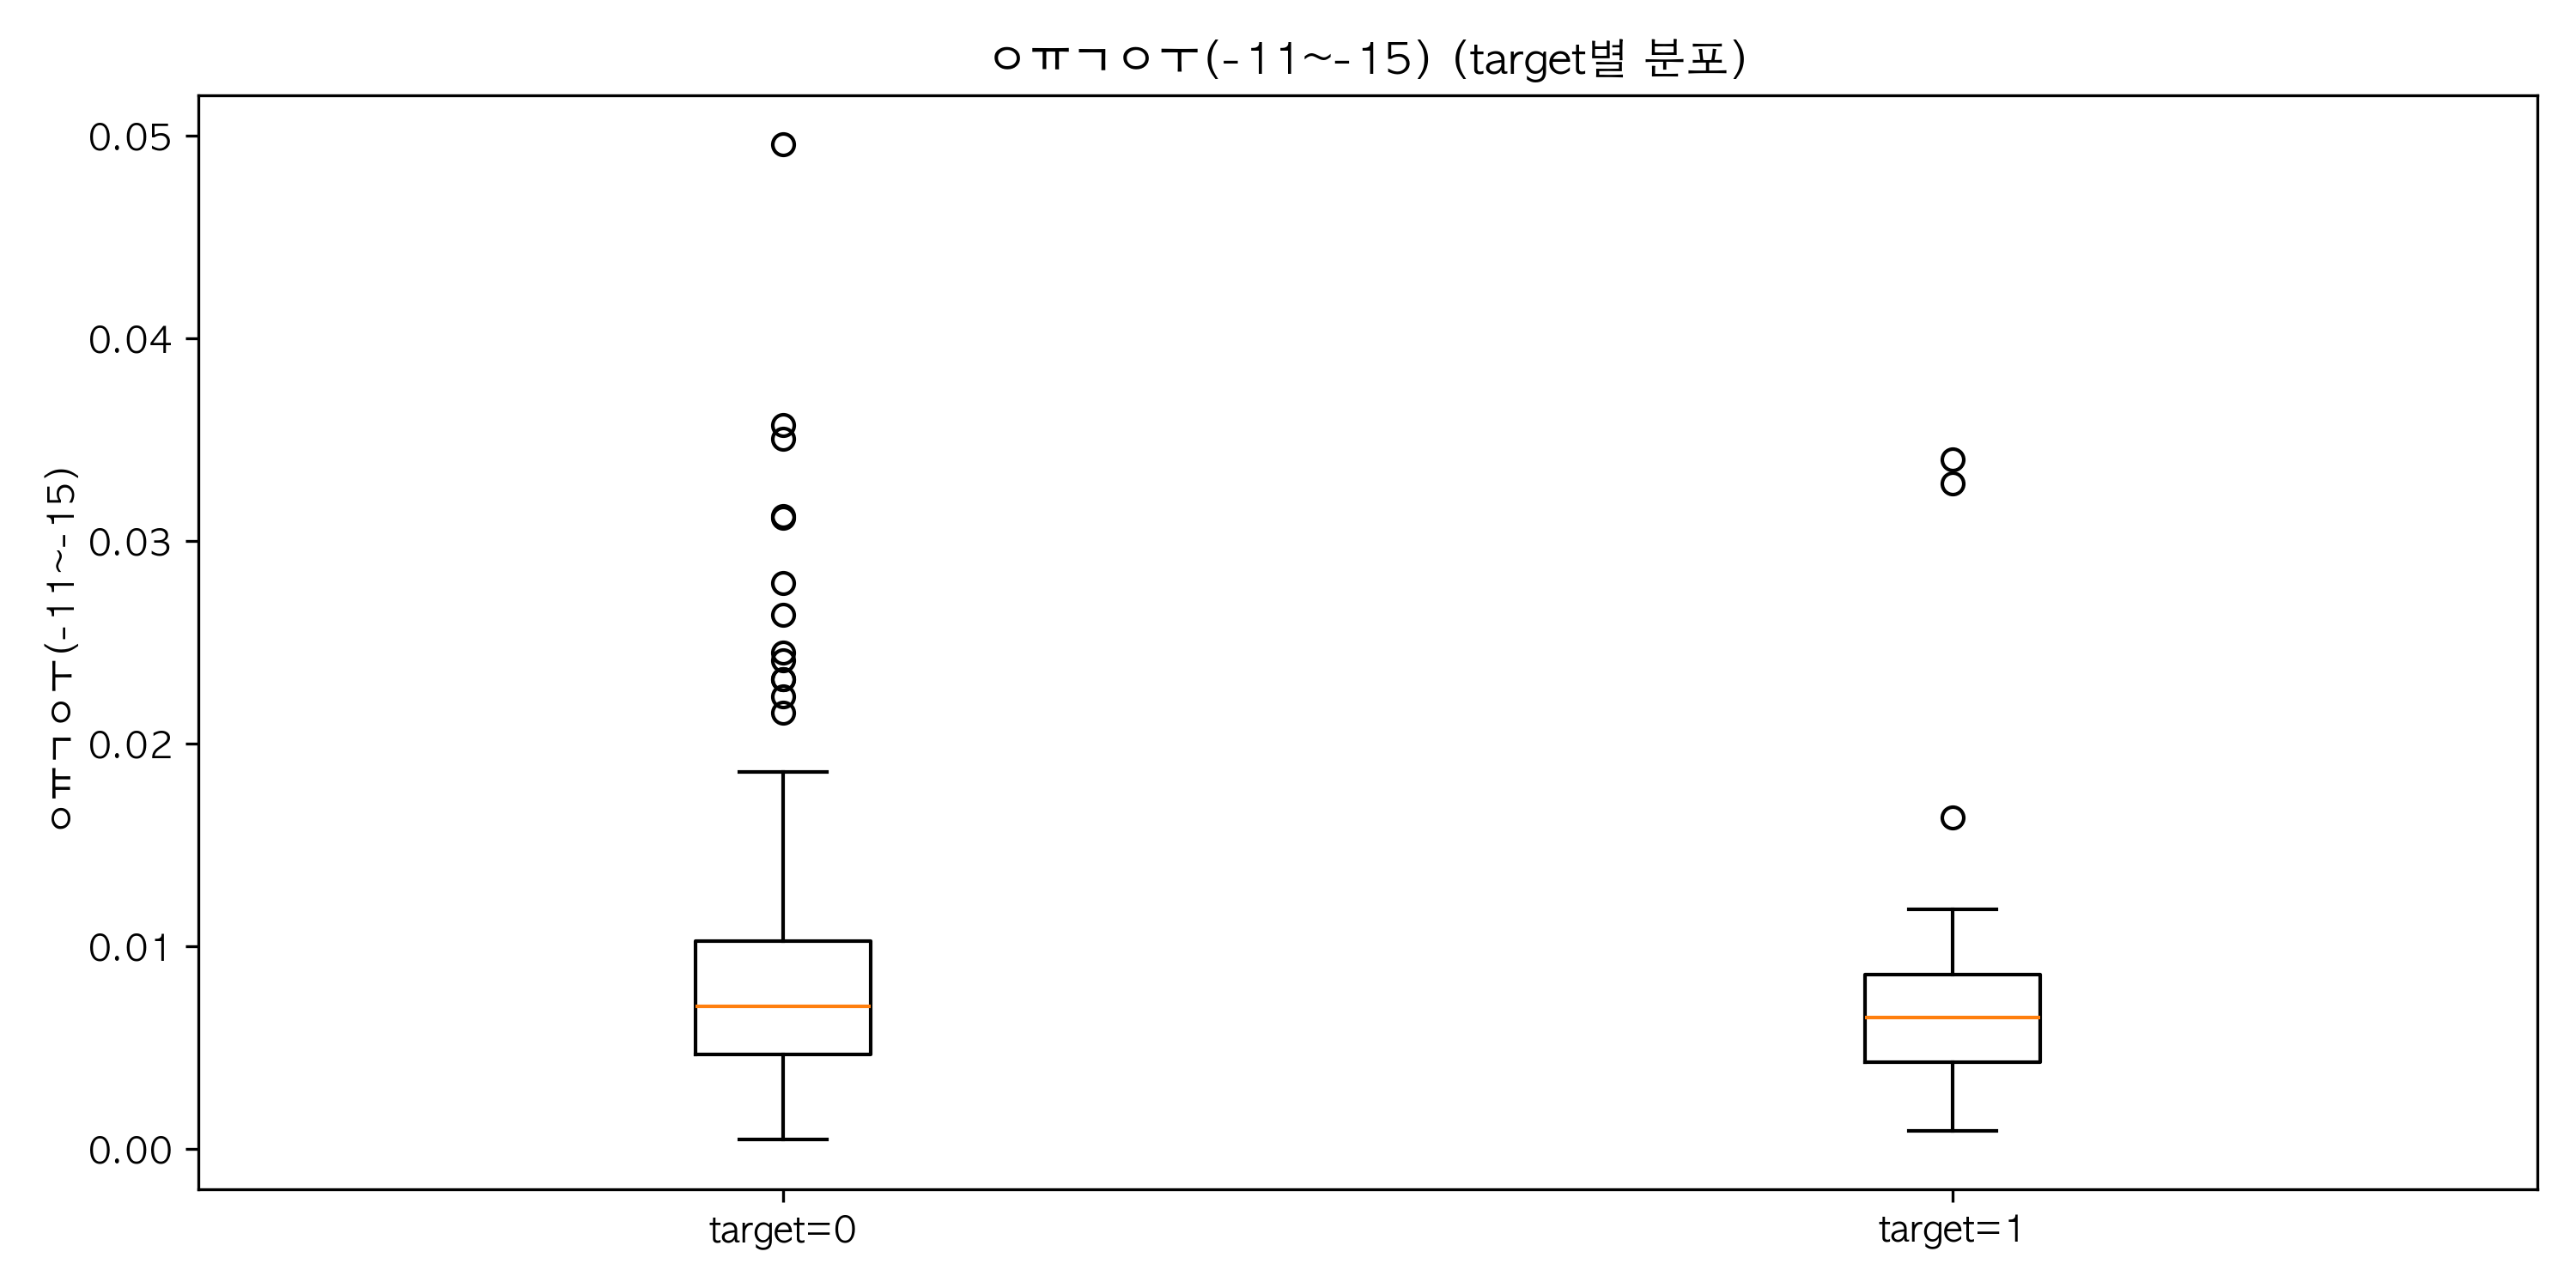 ㅇㅠㄱㅇㅜ(-11~-15) (target별 분포)
ㅇㅠㄱㅇㅜ(-11~-15)
0.05
0.04
0.03
0.02
0.01
0.00
target=0
target=1